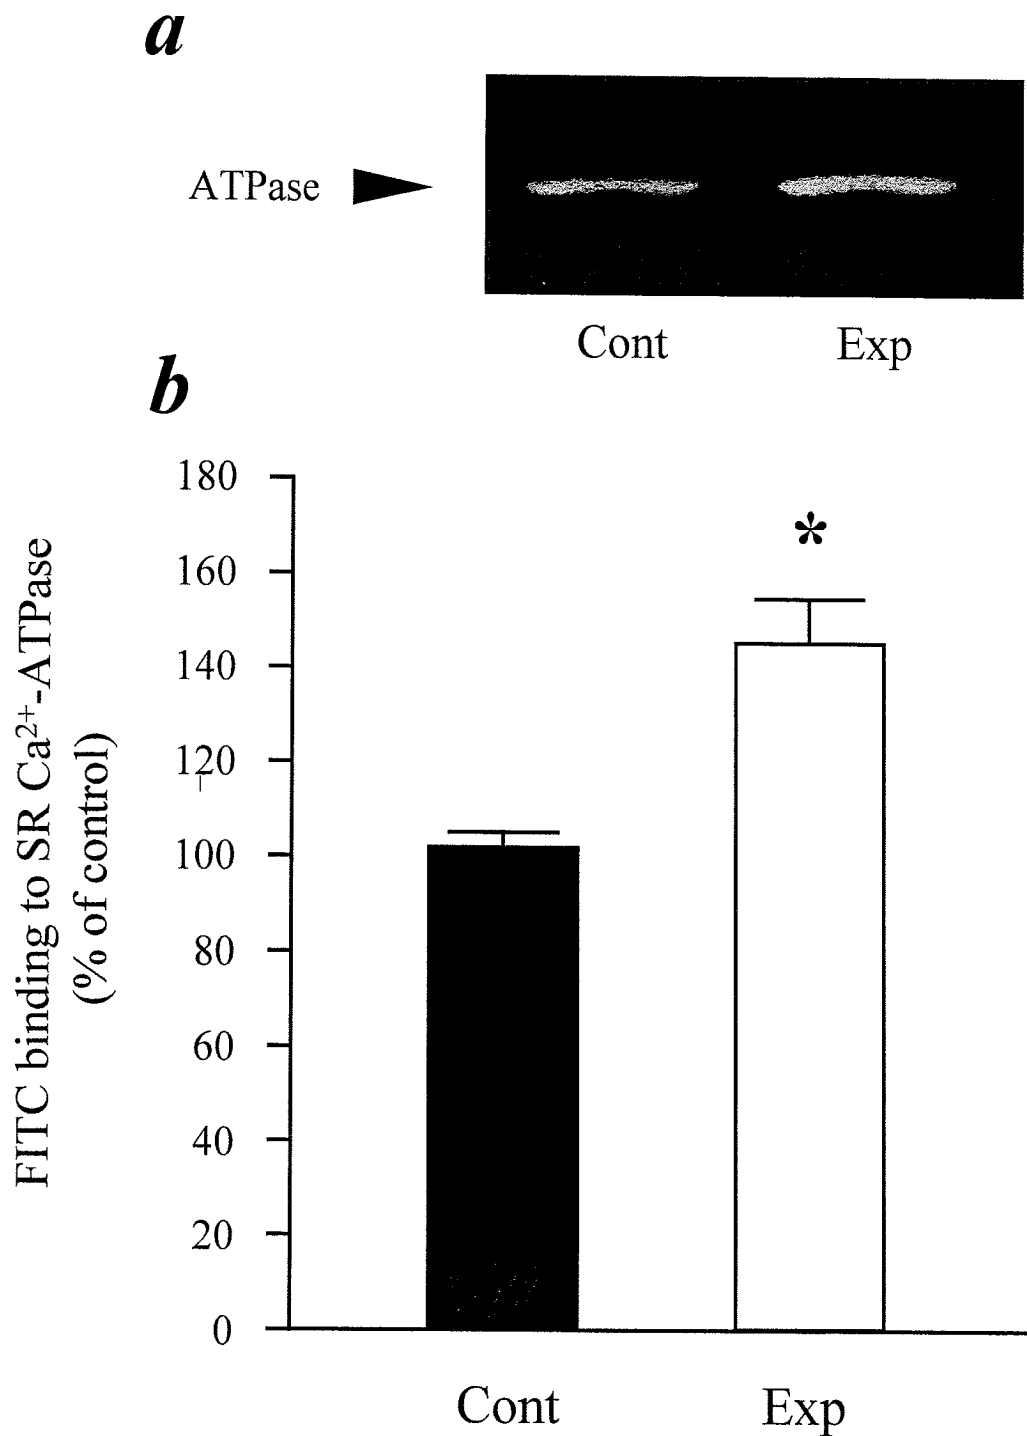 a
ATPase
Cont Exp
b
FITC binding to SR Ca²⁺-ATPase
(% of control)
180
160
140
120
100
80
60
40
20
0
*
Cont Exp